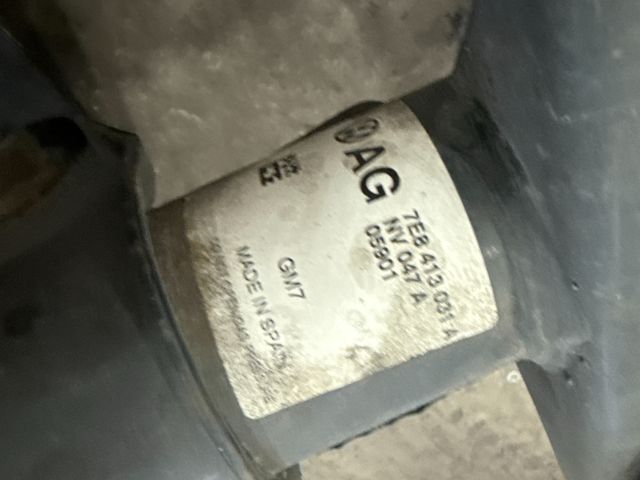 AG
7E8 413 031 A
NV 047 A
05901
GM7
MADE IN SPAIN